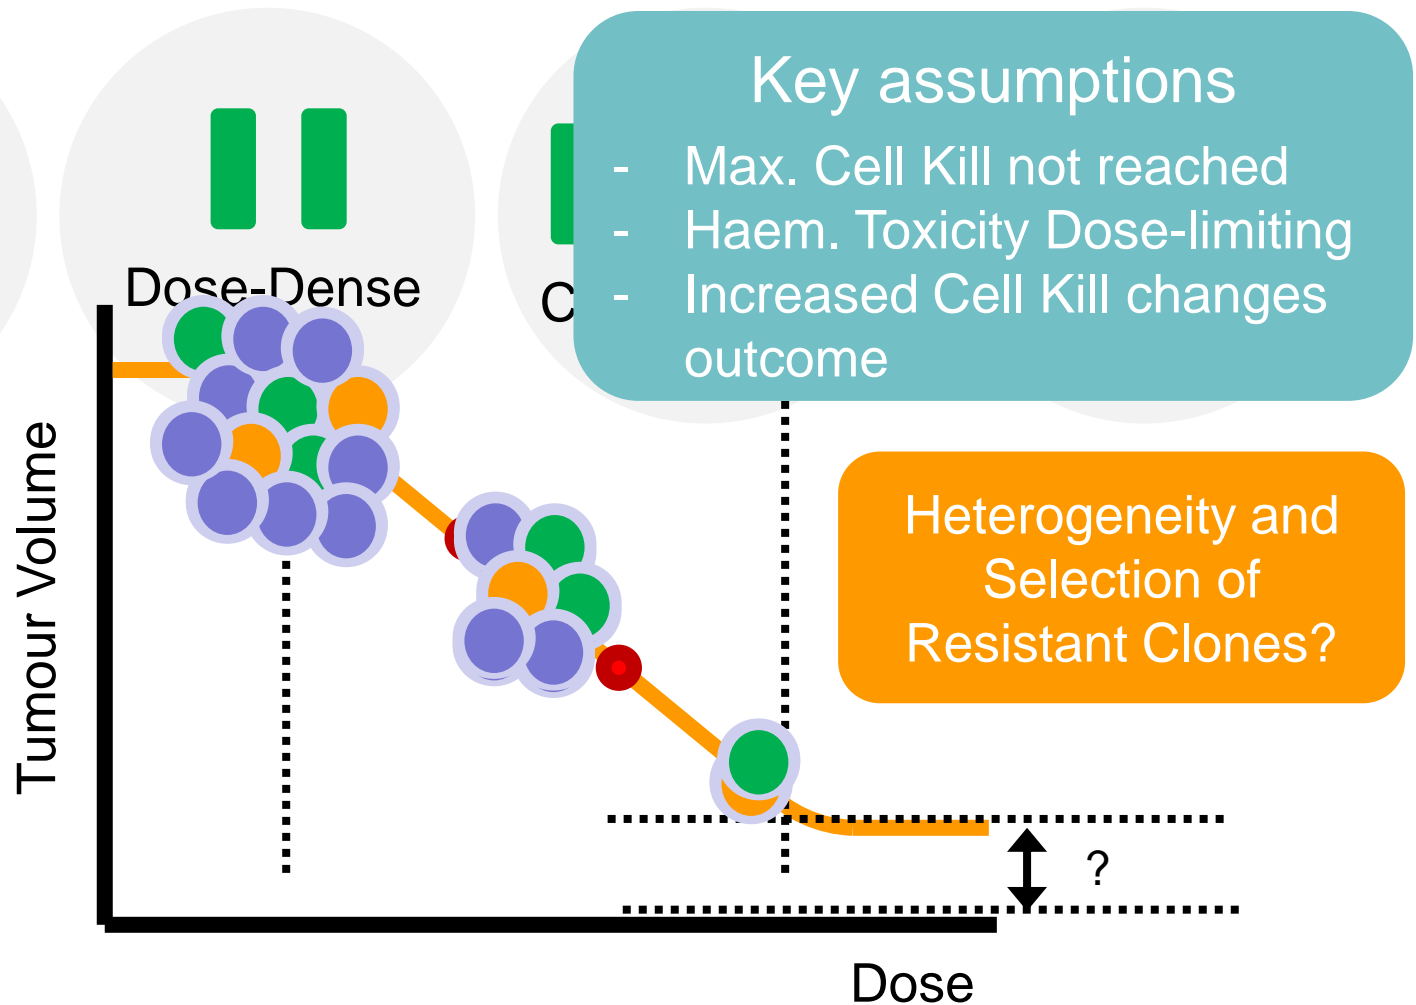 Key assumptions
- Max. Cell Kill not reached
- Haem. Toxicity Dose-limiting
- Increased Cell Kill changes
outcome
Dose-Dense
Tumour Volume
Heterogeneity and
Selection of
Resistant Clones?
?
Dose